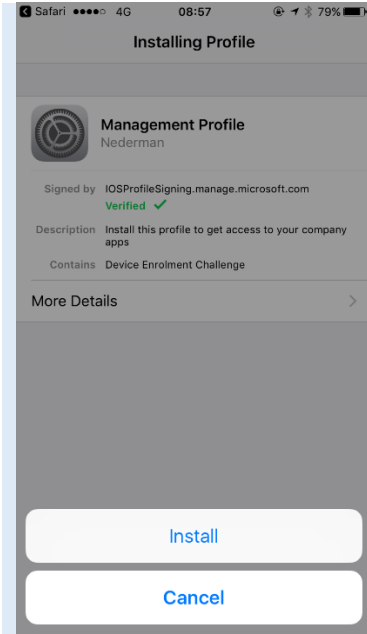 Safari 4G 08:57 79%
Installing Profile
Management Profile
Nederman
Signed by IOSProfileSigning.manage.microsoft.com
Verified
Description Install this profile to get access to your company
apps
Contains Device Enrolment Challenge
More Details
Install
Cancel